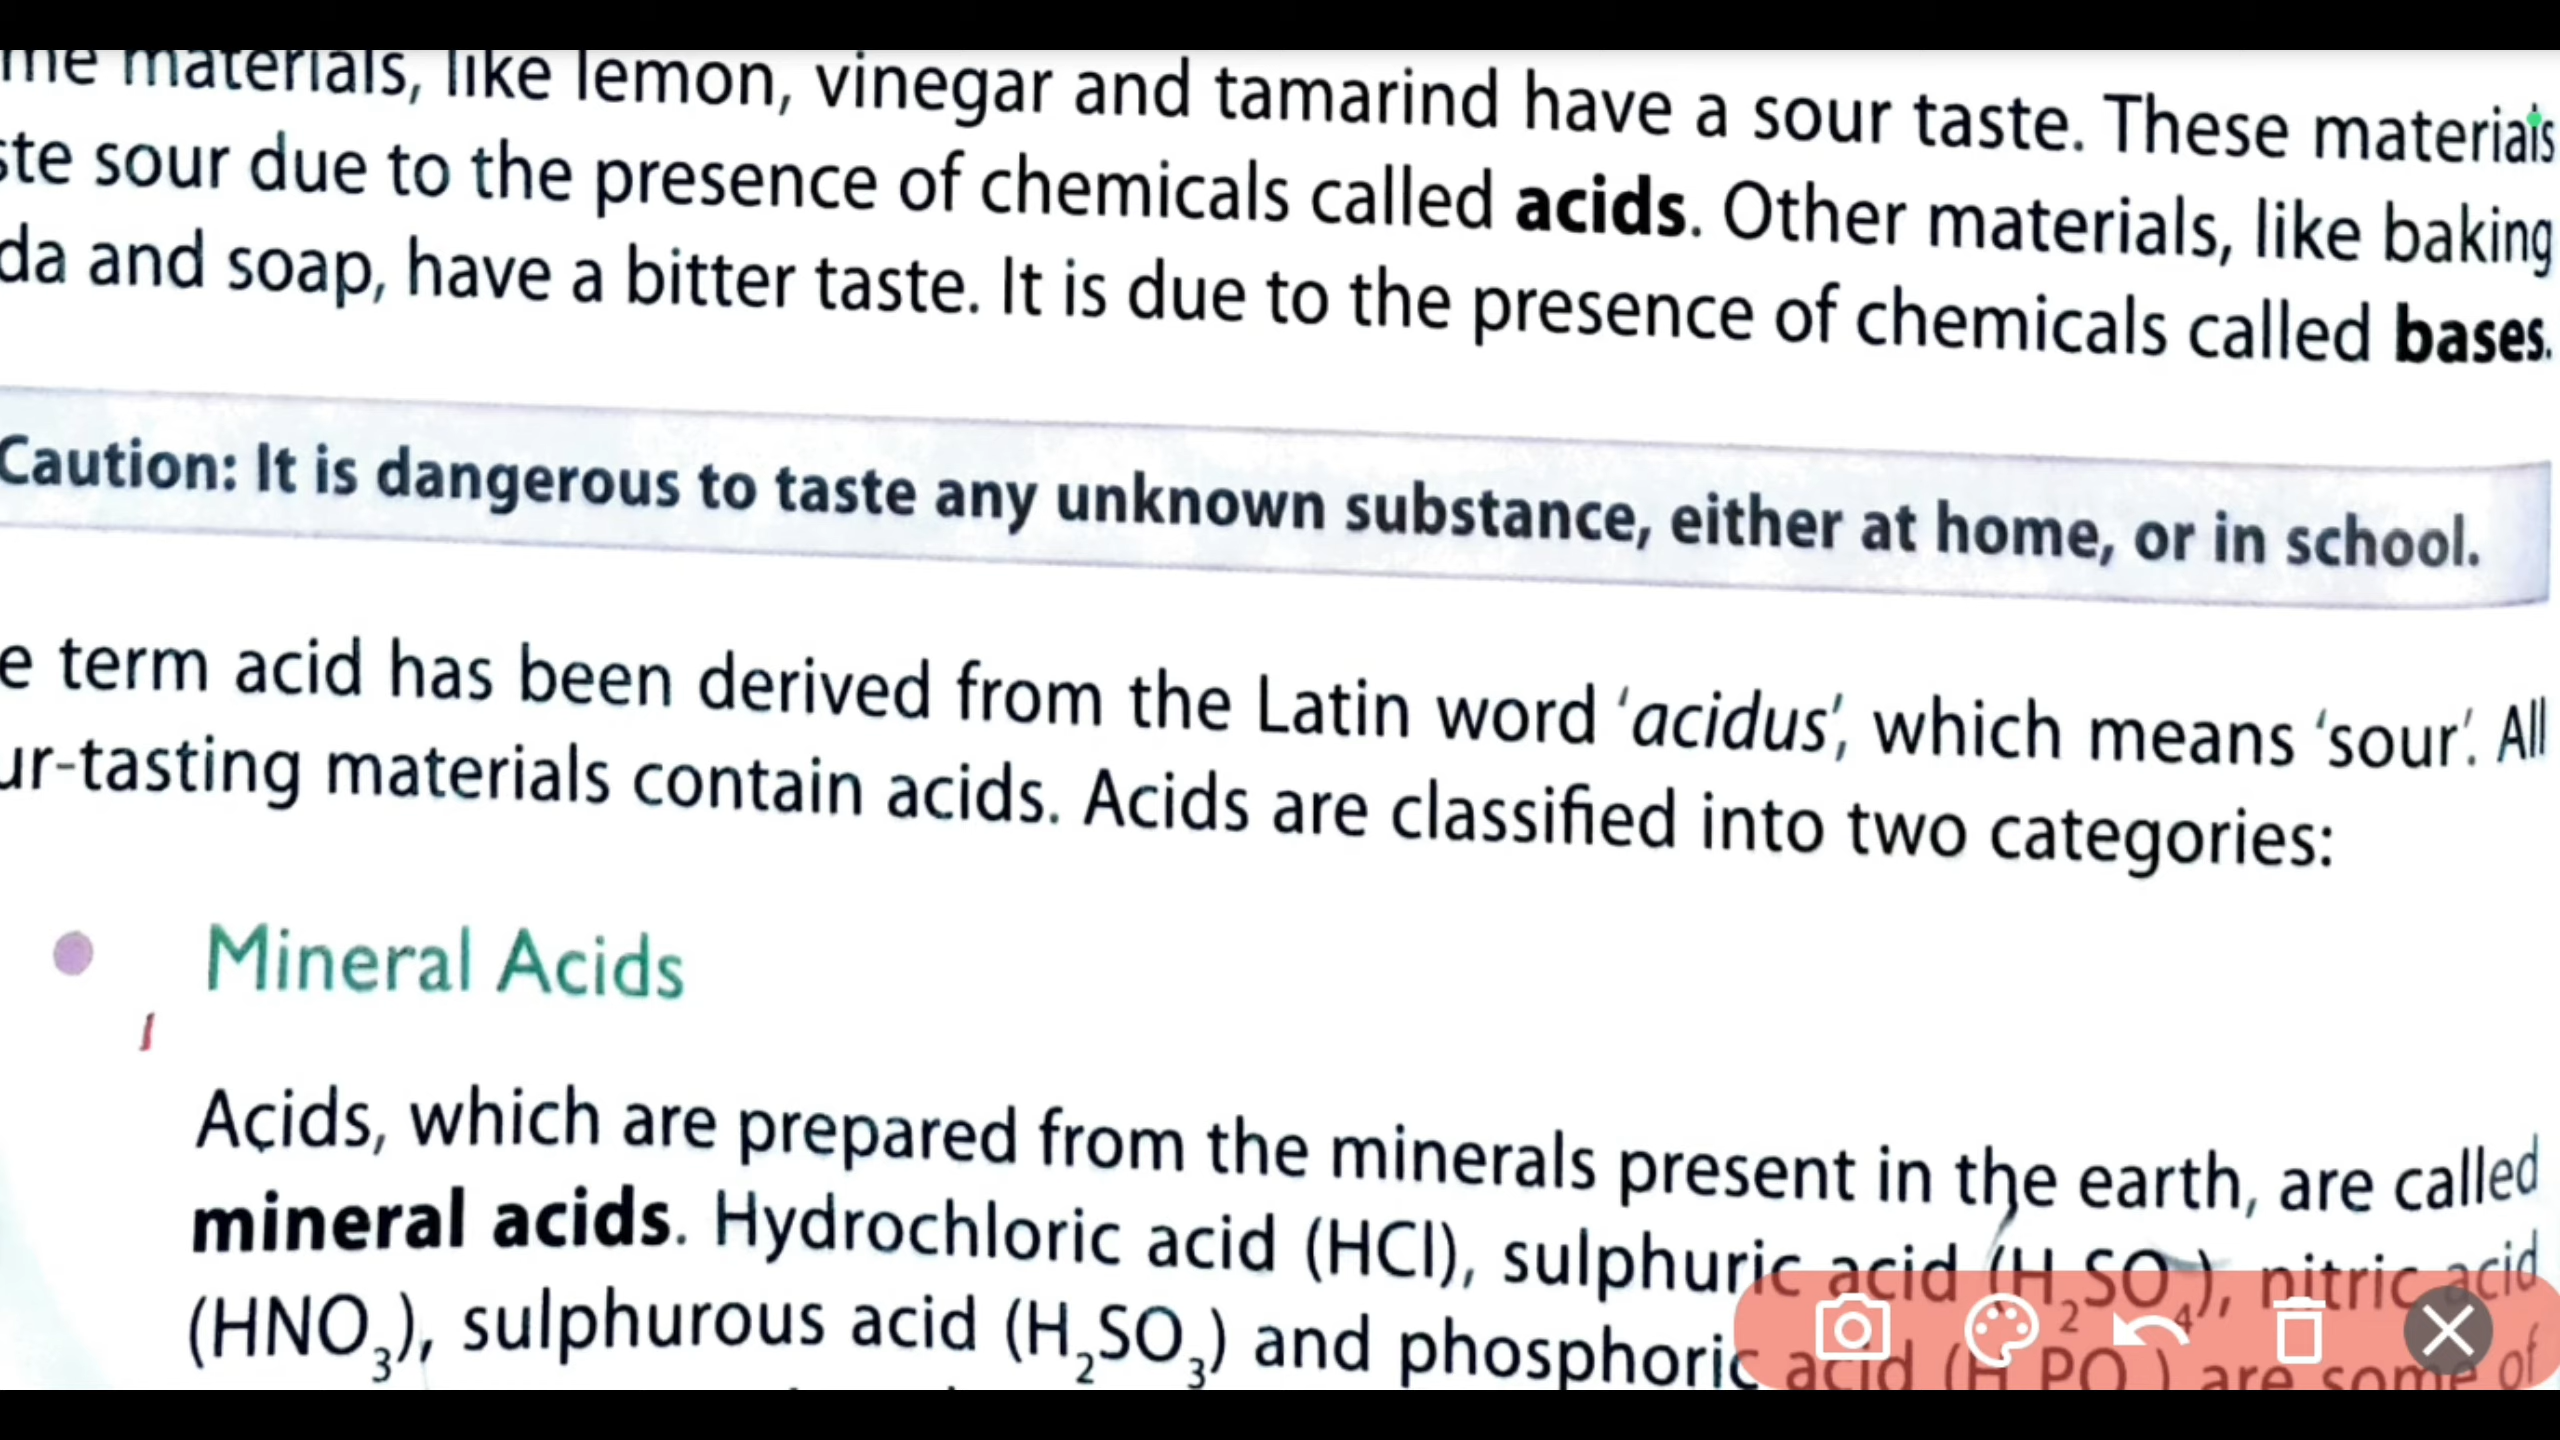 me materials, like lemon, vinegar and tamarind have a sour taste. These materials
ste sour due to the presence of chemicals called acids. Other materials, like baking
da and soap, have a bitter taste. It is due to the presence of chemicals called bases.
Caution: It is dangerous to taste any unknown substance, either at home, or in school.
e term acid has been derived from the Latin word 'acidus', which means 'sour'. All
ur-tasting materials contain acids. Acids are classified into two categories:
Mineral Acids
Acids, which are prepared from the minerals present in the earth, are called
mineral acids. Hydrochloric acid (HCl), sulphuric acid (H₂SO₄), nitric acid
(HNO₃), sulphurous acid (H₂SO₃) and phosphoric acid (H PO ) are some of